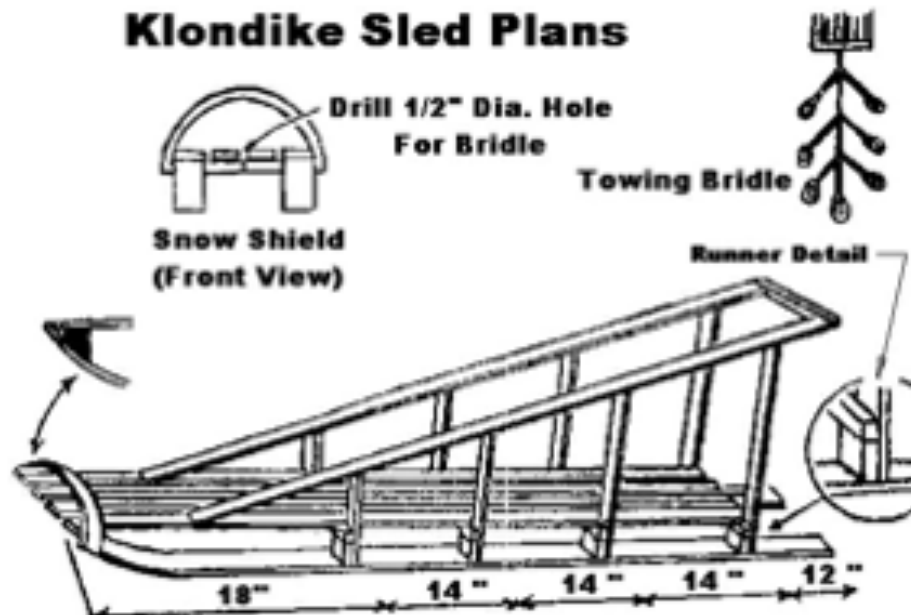 Klondike Sled Plans
Drill 1/2" Dia. Hole
For Bridle
Towing Bridle
Snow Shield
(Front View)
Runner Detail
18" 14" 14" 14" 12"